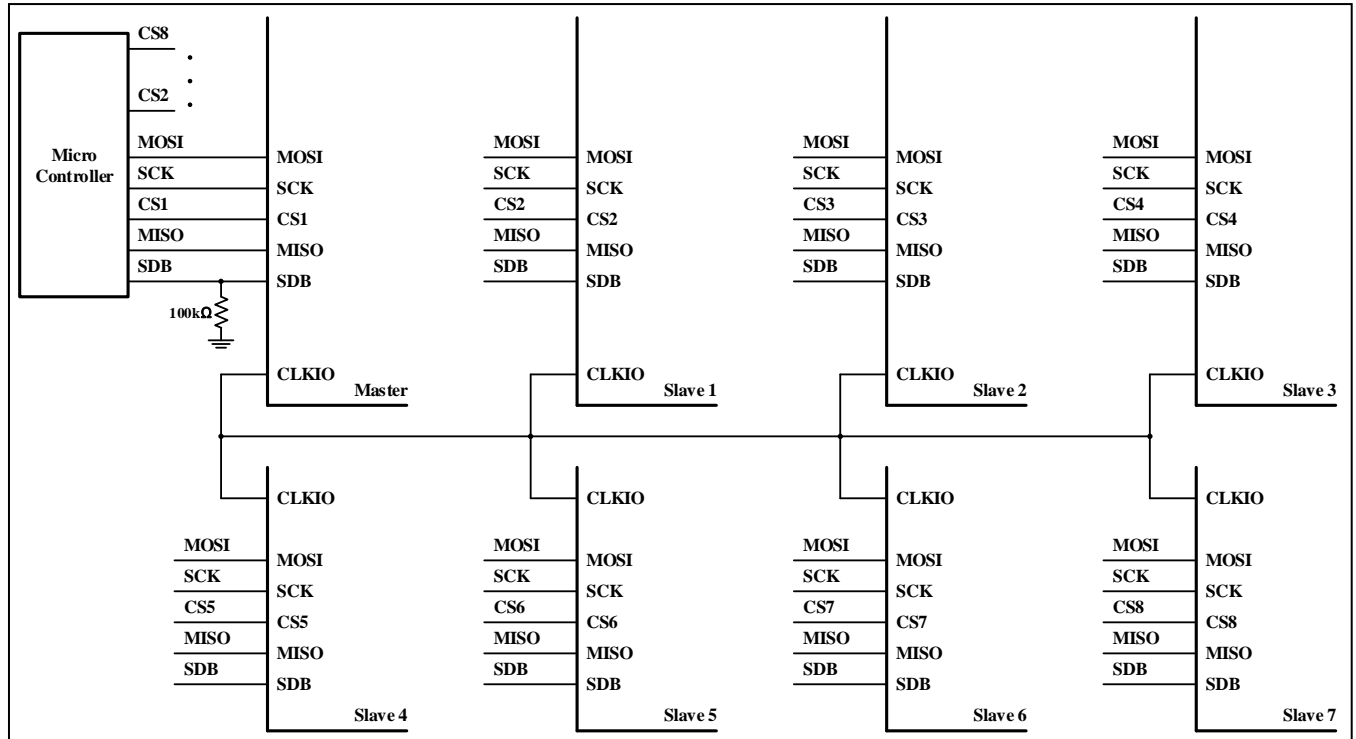 CS8
CS2
Micro
Controller
MOSI
SCK
CS1
MISO
SDB
100kΩ
MOSI
SCK
CS1
MISO
SDB
CLKIO
Master
MOSI
SCK
CS2
MISO
SDB
MOSI
SCK
CS2
MISO
SDB
CLKIO
Slave 1
MOSI
SCK
CS3
MISO
SDB
MOSI
SCK
CS3
MISO
SDB
CLKIO
Slave 2
MOSI
SCK
CS4
MISO
SDB
MOSI
SCK
CS4
MISO
SDB
CLKIO
Slave 3
CLKIO
MOSI
SCK
CS5
MISO
SDB
MOSI
SCK
CS5
MISO
SDB
Slave 4
CLKIO
MOSI
SCK
CS6
MISO
SDB
MOSI
SCK
CS6
MISO
SDB
Slave 5
CLKIO
MOSI
SCK
CS7
MISO
SDB
MOSI
SCK
CS7
MISO
SDB
Slave 6
CLKIO
MOSI
SCK
CS8
MISO
SDB
MOSI
SCK
CS8
MISO
SDB
Slave 7